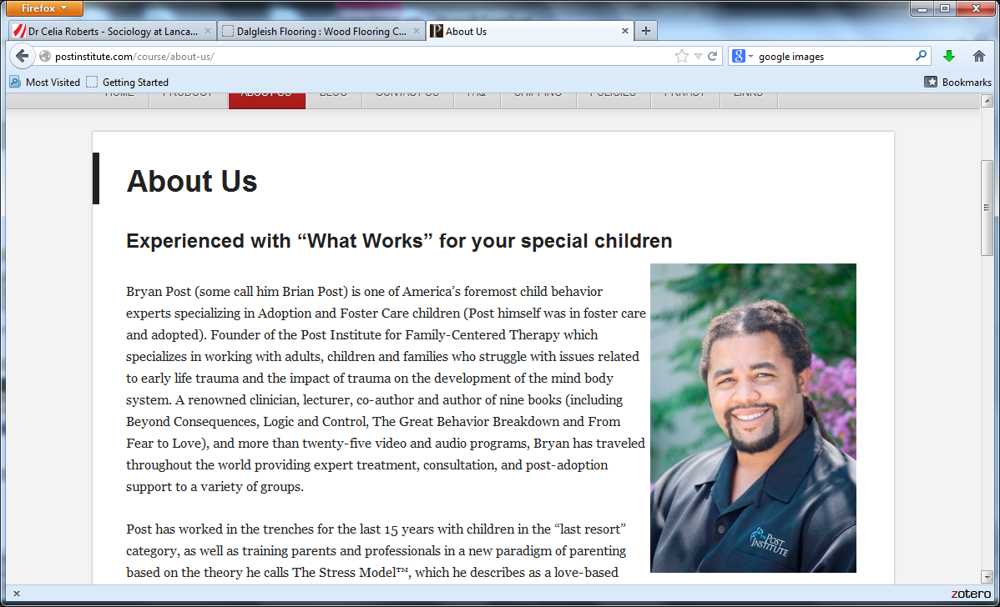 Firefox
Dr Celia Roberts - Sociology at Lanca...
Dalgleish Flooring : Wood Flooring C...
About Us
postinstitute.com/course/about-us/
google images
Most Visited
Getting Started
Bookmarks
HOME
PRODUCT
ABOUT US
BLOG
CONTACT US
FAQ
SHIPPING
POLICIES
PRIVACY
LINKS
About Us
Experienced with “What Works” for your special children
Bryan Post (some call him Brian Post) is one of America’s foremost child behavior
experts specializing in Adoption and Foster Care children (Post himself was in foster care
and adopted). Founder of the Post Institute for Family-Centered Therapy which
specializes in working with adults, children and families who struggle with issues related
to early life trauma and the impact of trauma on the development of the mind body
system. A renowned clinician, lecturer, co-author and author of nine books (including
Beyond Consequences, Logic and Control, The Great Behavior Breakdown and From
Fear to Love), and more than twenty-five video and audio programs, Bryan has traveled
throughout the world providing expert treatment, consultation, and post-adoption
support to a variety of groups.
Post has worked in the trenches for the last 15 years with children in the “last resort”
category, as well as training parents and professionals in a new paradigm of parenting
based on the theory he calls The Stress Model™, which he describes as a love-based
THE POST
INSTITUTE
zotero